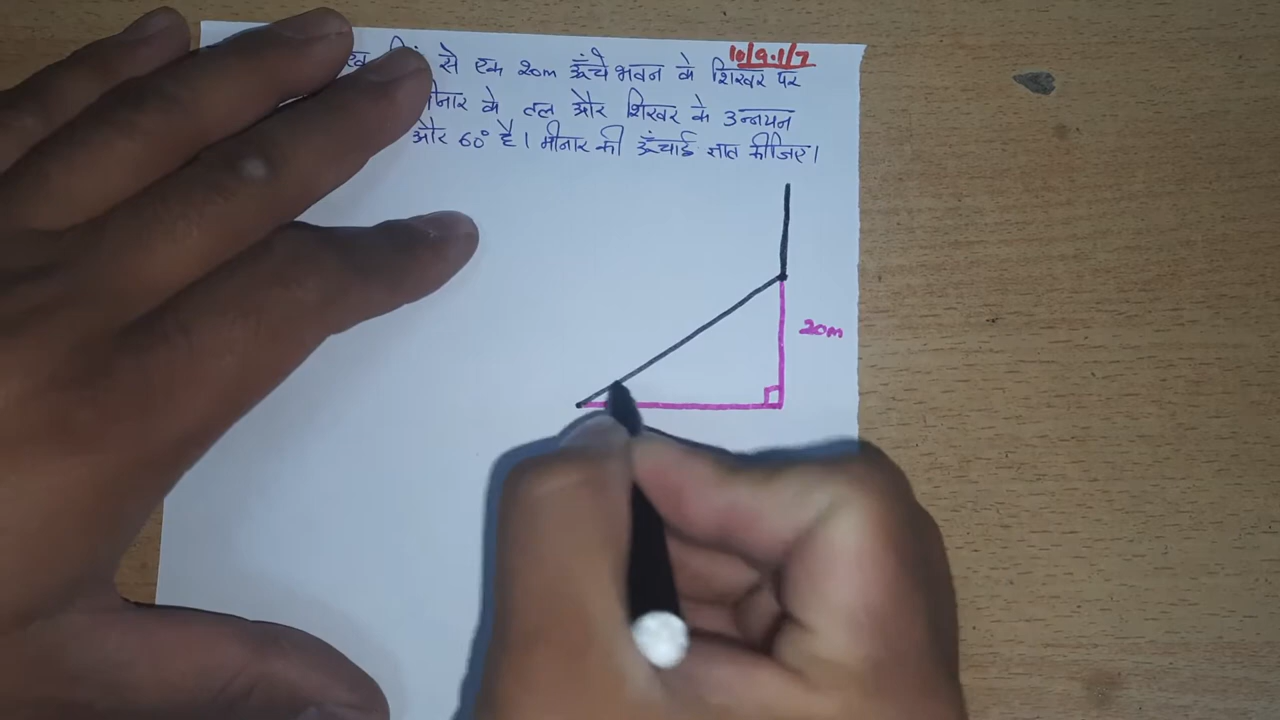 10/9.1/7
से एक 20m ऊँचे भवन के शिखर पर
के तल और शिखर के उन्नयन
और 60° है। मीनार की ऊँचाई ज्ञात कीजिए।
20m